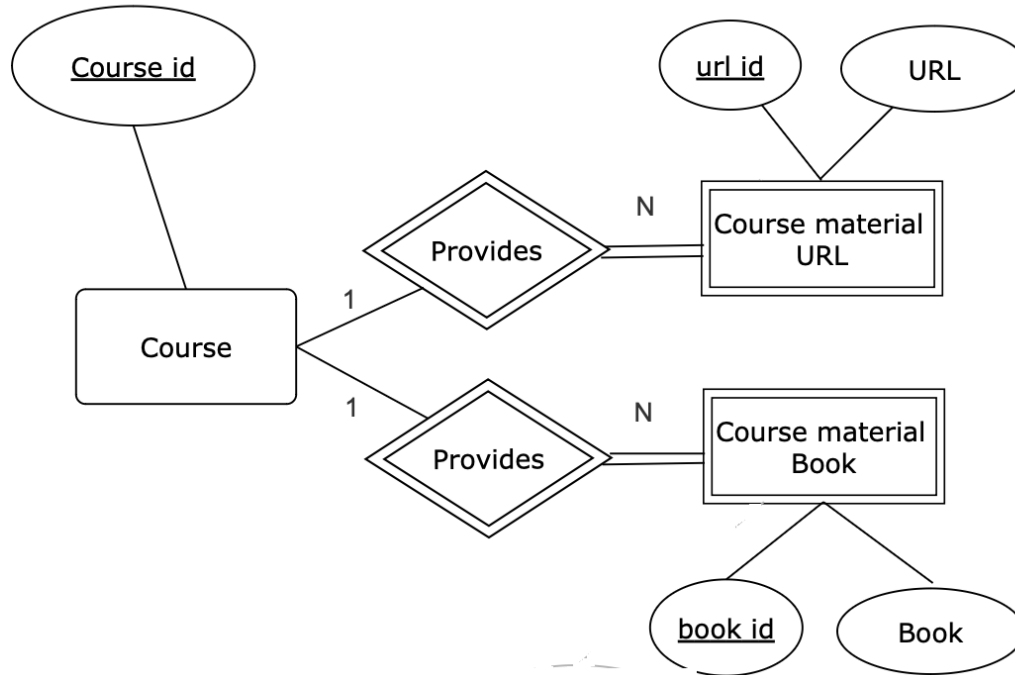 Course id
url id
URL
Provides
N
Course material
URL
1
Course
1
Provides
N
Course material
Book
book id
Book